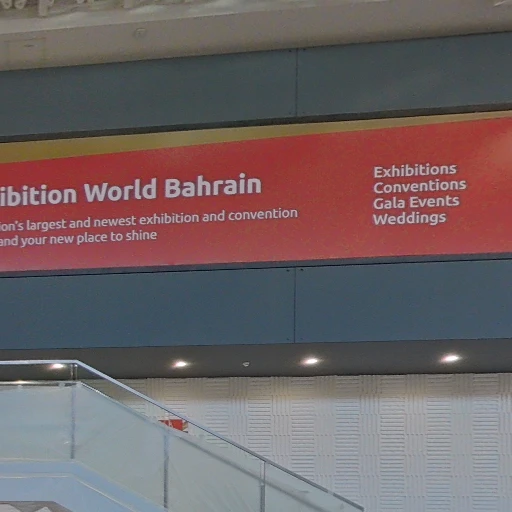 ibition World Bahrain
ion's largest and newest exhibition and convention
and your new place to shine
Exhibitions
Conventions
Gala Events
Weddings